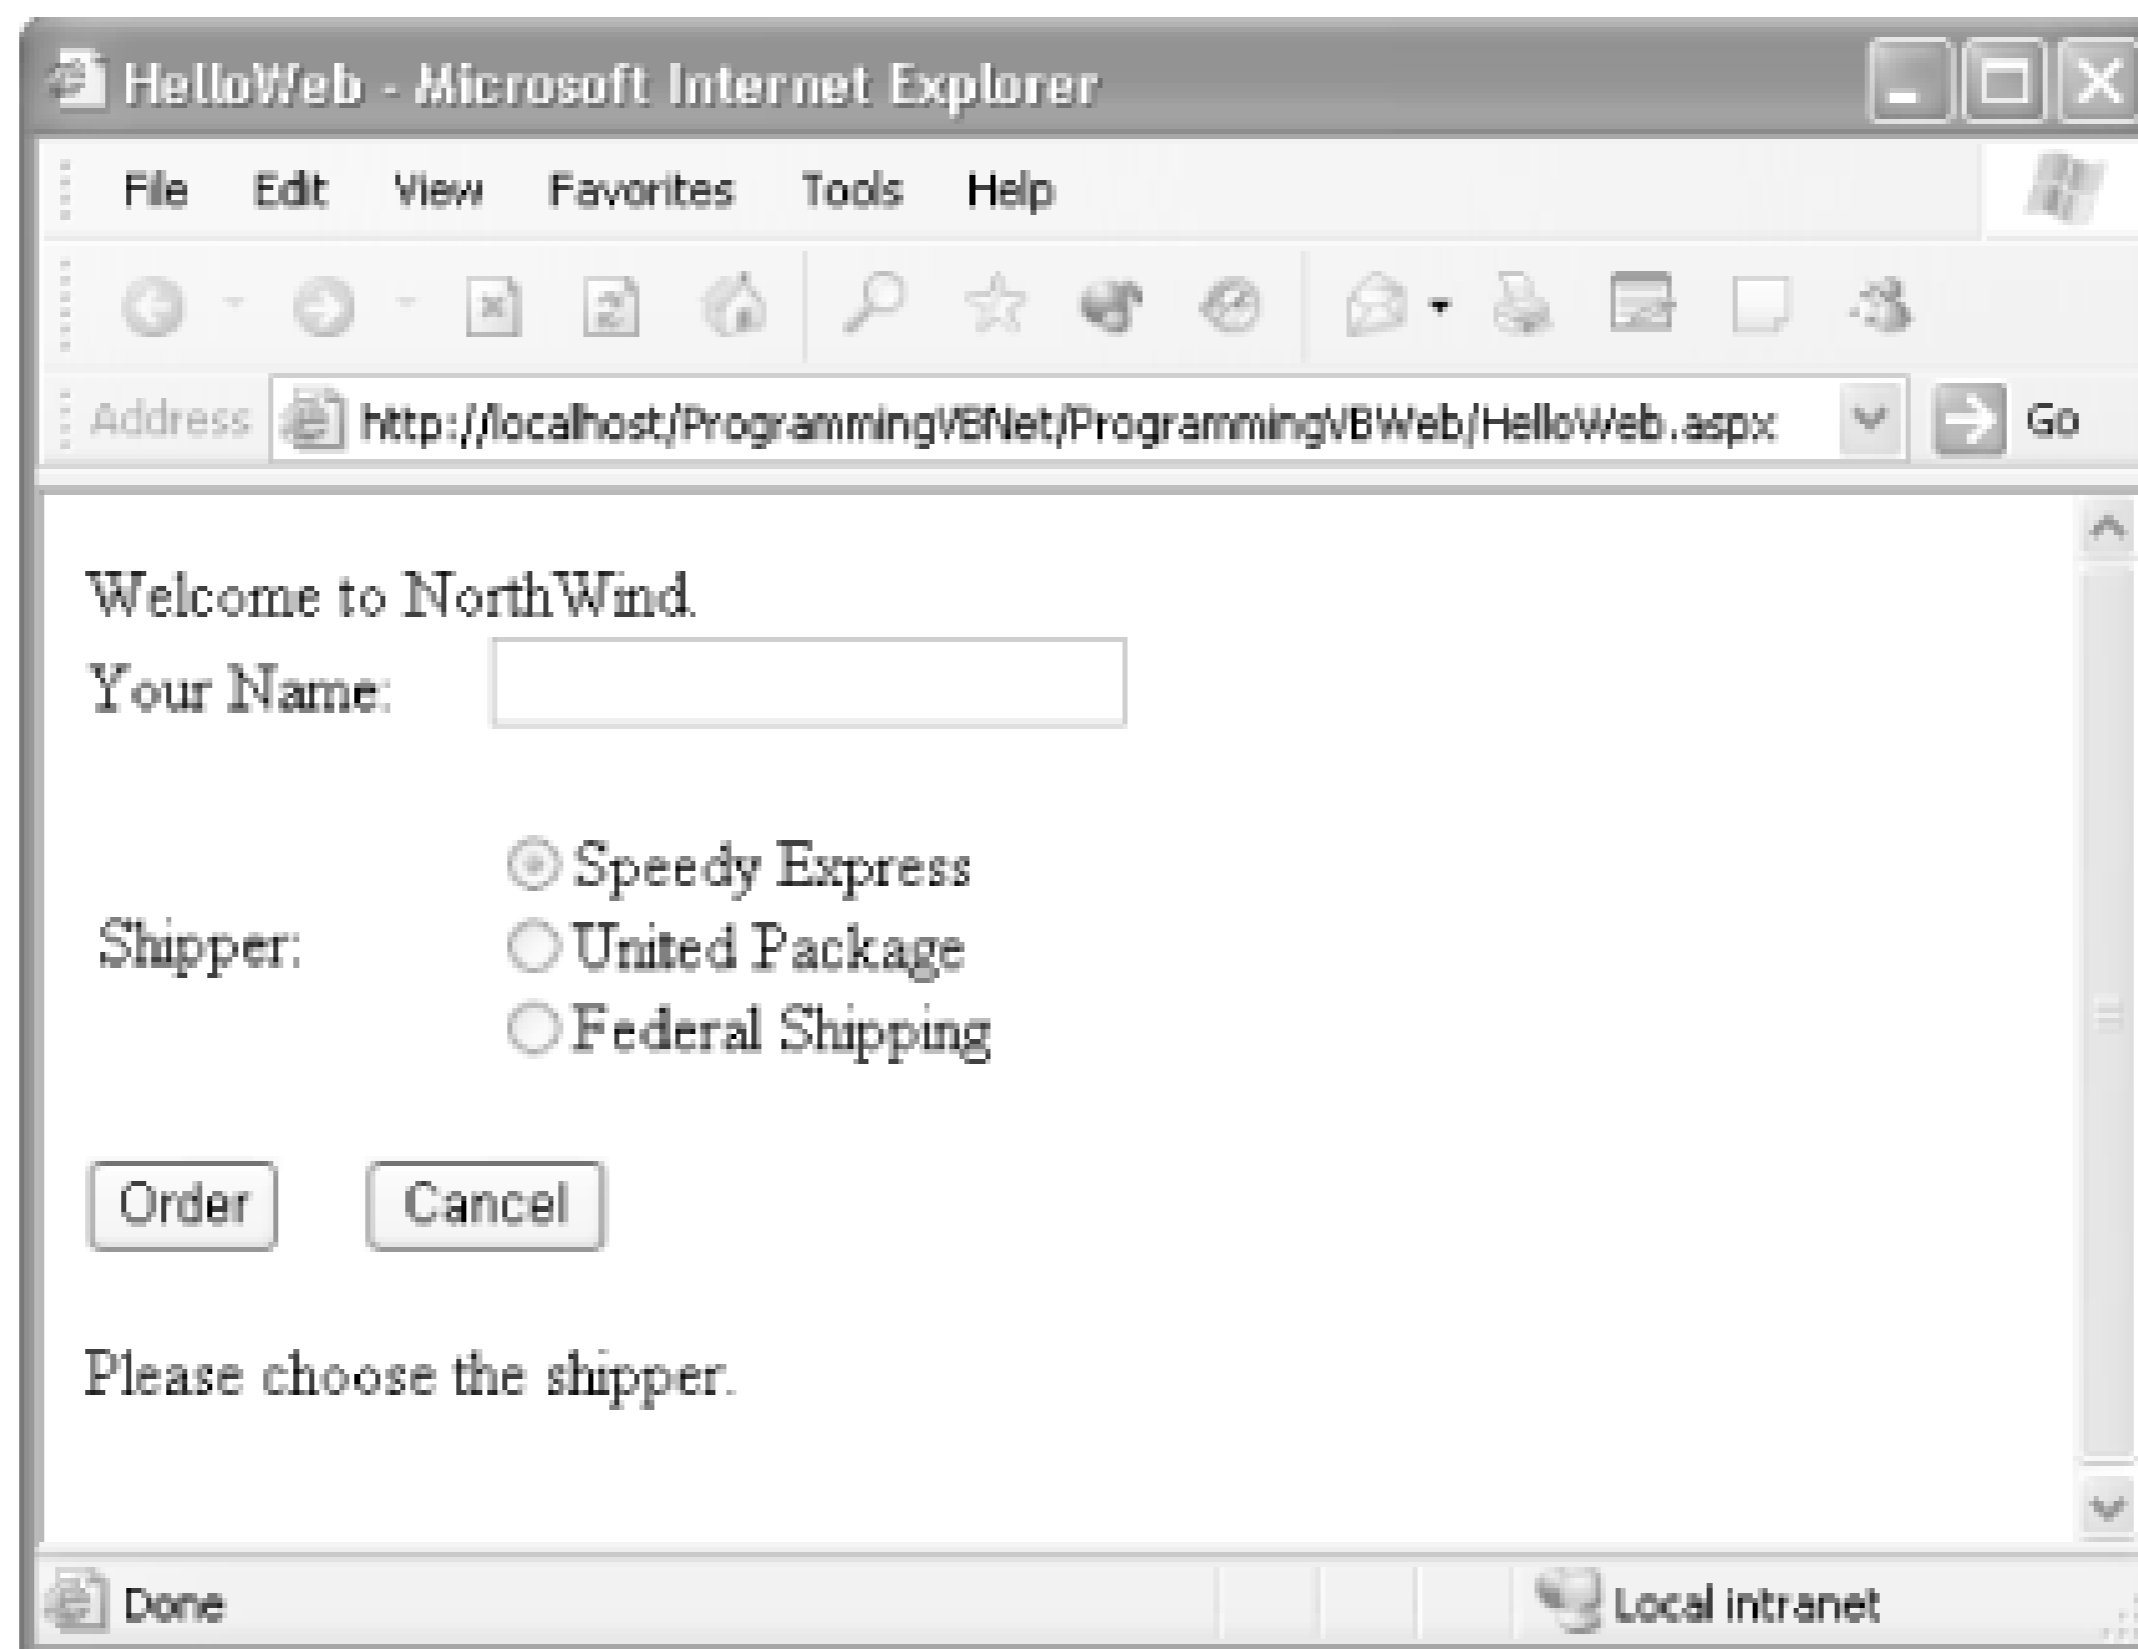 HelloWeb - Microsoft Internet Explorer
File Edit View Favorites Tools Help
Address http://localhost/ProgrammingVBNet/ProgrammingVBWeb/HelloWeb.aspx Go
Welcome to NorthWind.
Your Name:
Speedy Express
Shipper:
United Package
Federal Shipping
Order Cancel
Please choose the shipper.
Done Local intranet